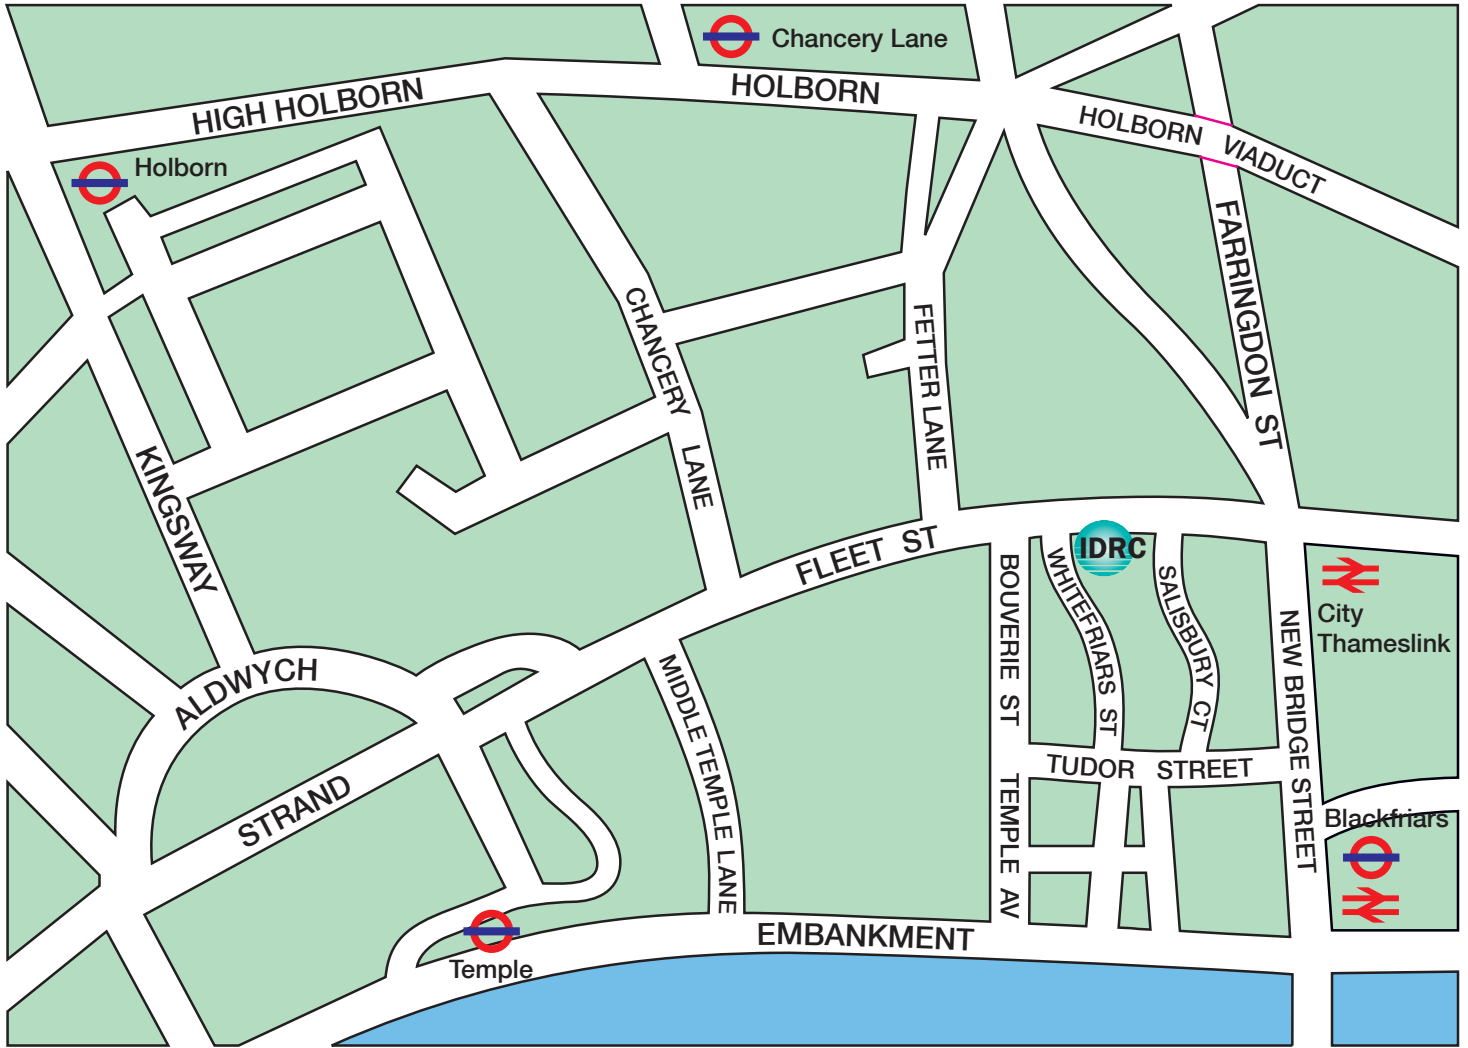 Chancery Lane
HIGH HOLBORN
HOLBORN
HOLBORN VIADUCT
Holborn
FARRINGDON ST
CHANCERY LANE
FETTER LANE
KINGSWAY
FLEET ST
IDRC
BOUVERIE ST
WHITEFRIARS ST
SALISBURY CT
City
Thameslink
NEW BRIDGE STREET
ALDWYCH
MIDDLE TEMPLE LANE
STRAND
TUDOR STREET
TEMPLE AV
Blackfriars
EMBANKMENT
Temple